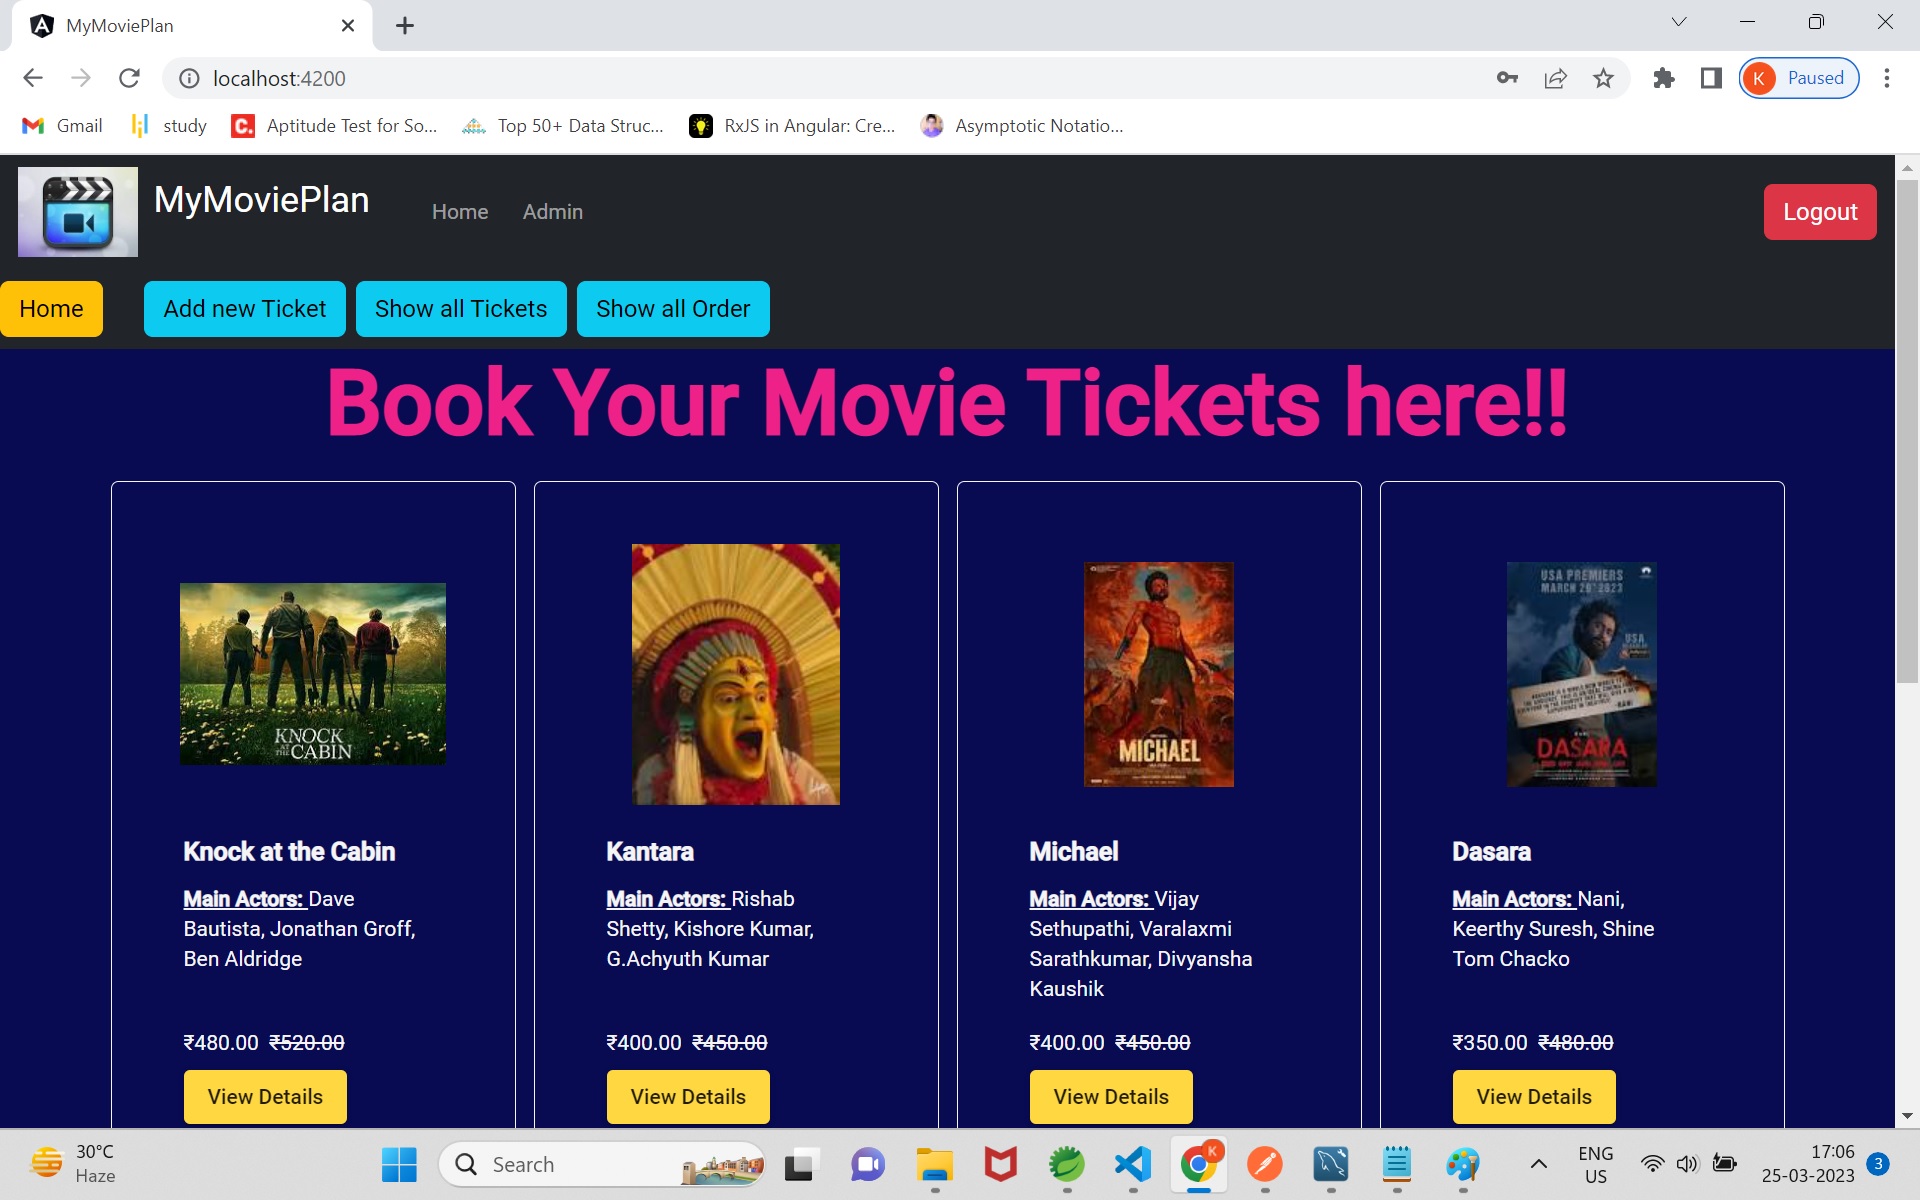 MyMoviePlan
localhost:4200
Paused
K
Gmail
study
Aptitude Test for So...
Top 50+ Data Struc...
RxJS in Angular: Cre...
Asymptotic Notatio...
MyMoviePlan
Home
Admin
Logout
Home
Add new Ticket
Show all Tickets
Show all Order
Book Your Movie Tickets here!!
KNOCK
AT THE CABIN
MICHAEL
USA PREMIERS
MARCH 29th 2023
USA
DASARA
Knock at the Cabin
Main Actors: Dave
Bautista, Jonathan Groff,
Ben Aldridge
₹480.00 ₹520.00
View Details
Kantara
Main Actors: Rishab
Shetty, Kishore Kumar,
G.Achyuth Kumar
₹400.00 ₹450.00
View Details
Michael
Main Actors: Vijay
Sethupathi, Varalaxmi
Sarathkumar, Divyansha
Kaushik
₹400.00 ₹450.00
View Details
Dasara
Main Actors: Nani,
Keerthy Suresh, Shine
Tom Chacko
₹350.00 ₹480.00
View Details
30°C
Haze
Search
K
ENG
US
17:06
25-03-2023
3